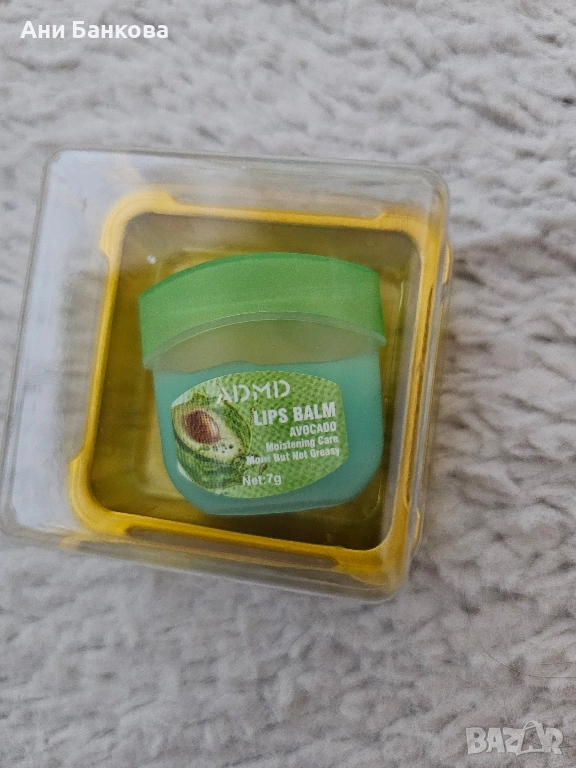 Ани Банкова
ADMD
LIPS BALM
AVOCADO
Moistening Care
Moist But Not Greasy
Net:7g
BAZAR